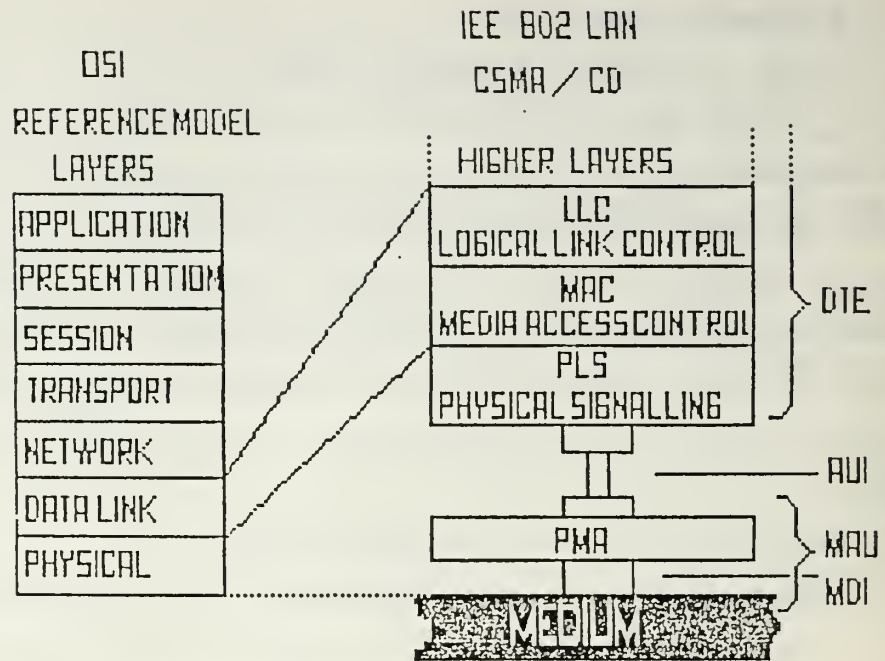 OSI
REFERENCE MODEL
LAYERS
APPLICATION
PRESENTATION
SESSION
TRANSPORT
NETWORK
DATA LINK
PHYSICAL
IEE 802 LAN
CSMA / CD
HIGHER LAYERS
LLC
LOGICAL LINK CONTROL
MAC
MEDIA ACCESS CONTROL
PLS
PHYSICAL SIGNALLING
PMA
MEDIUM
DTE
AUI
MAU
MDI